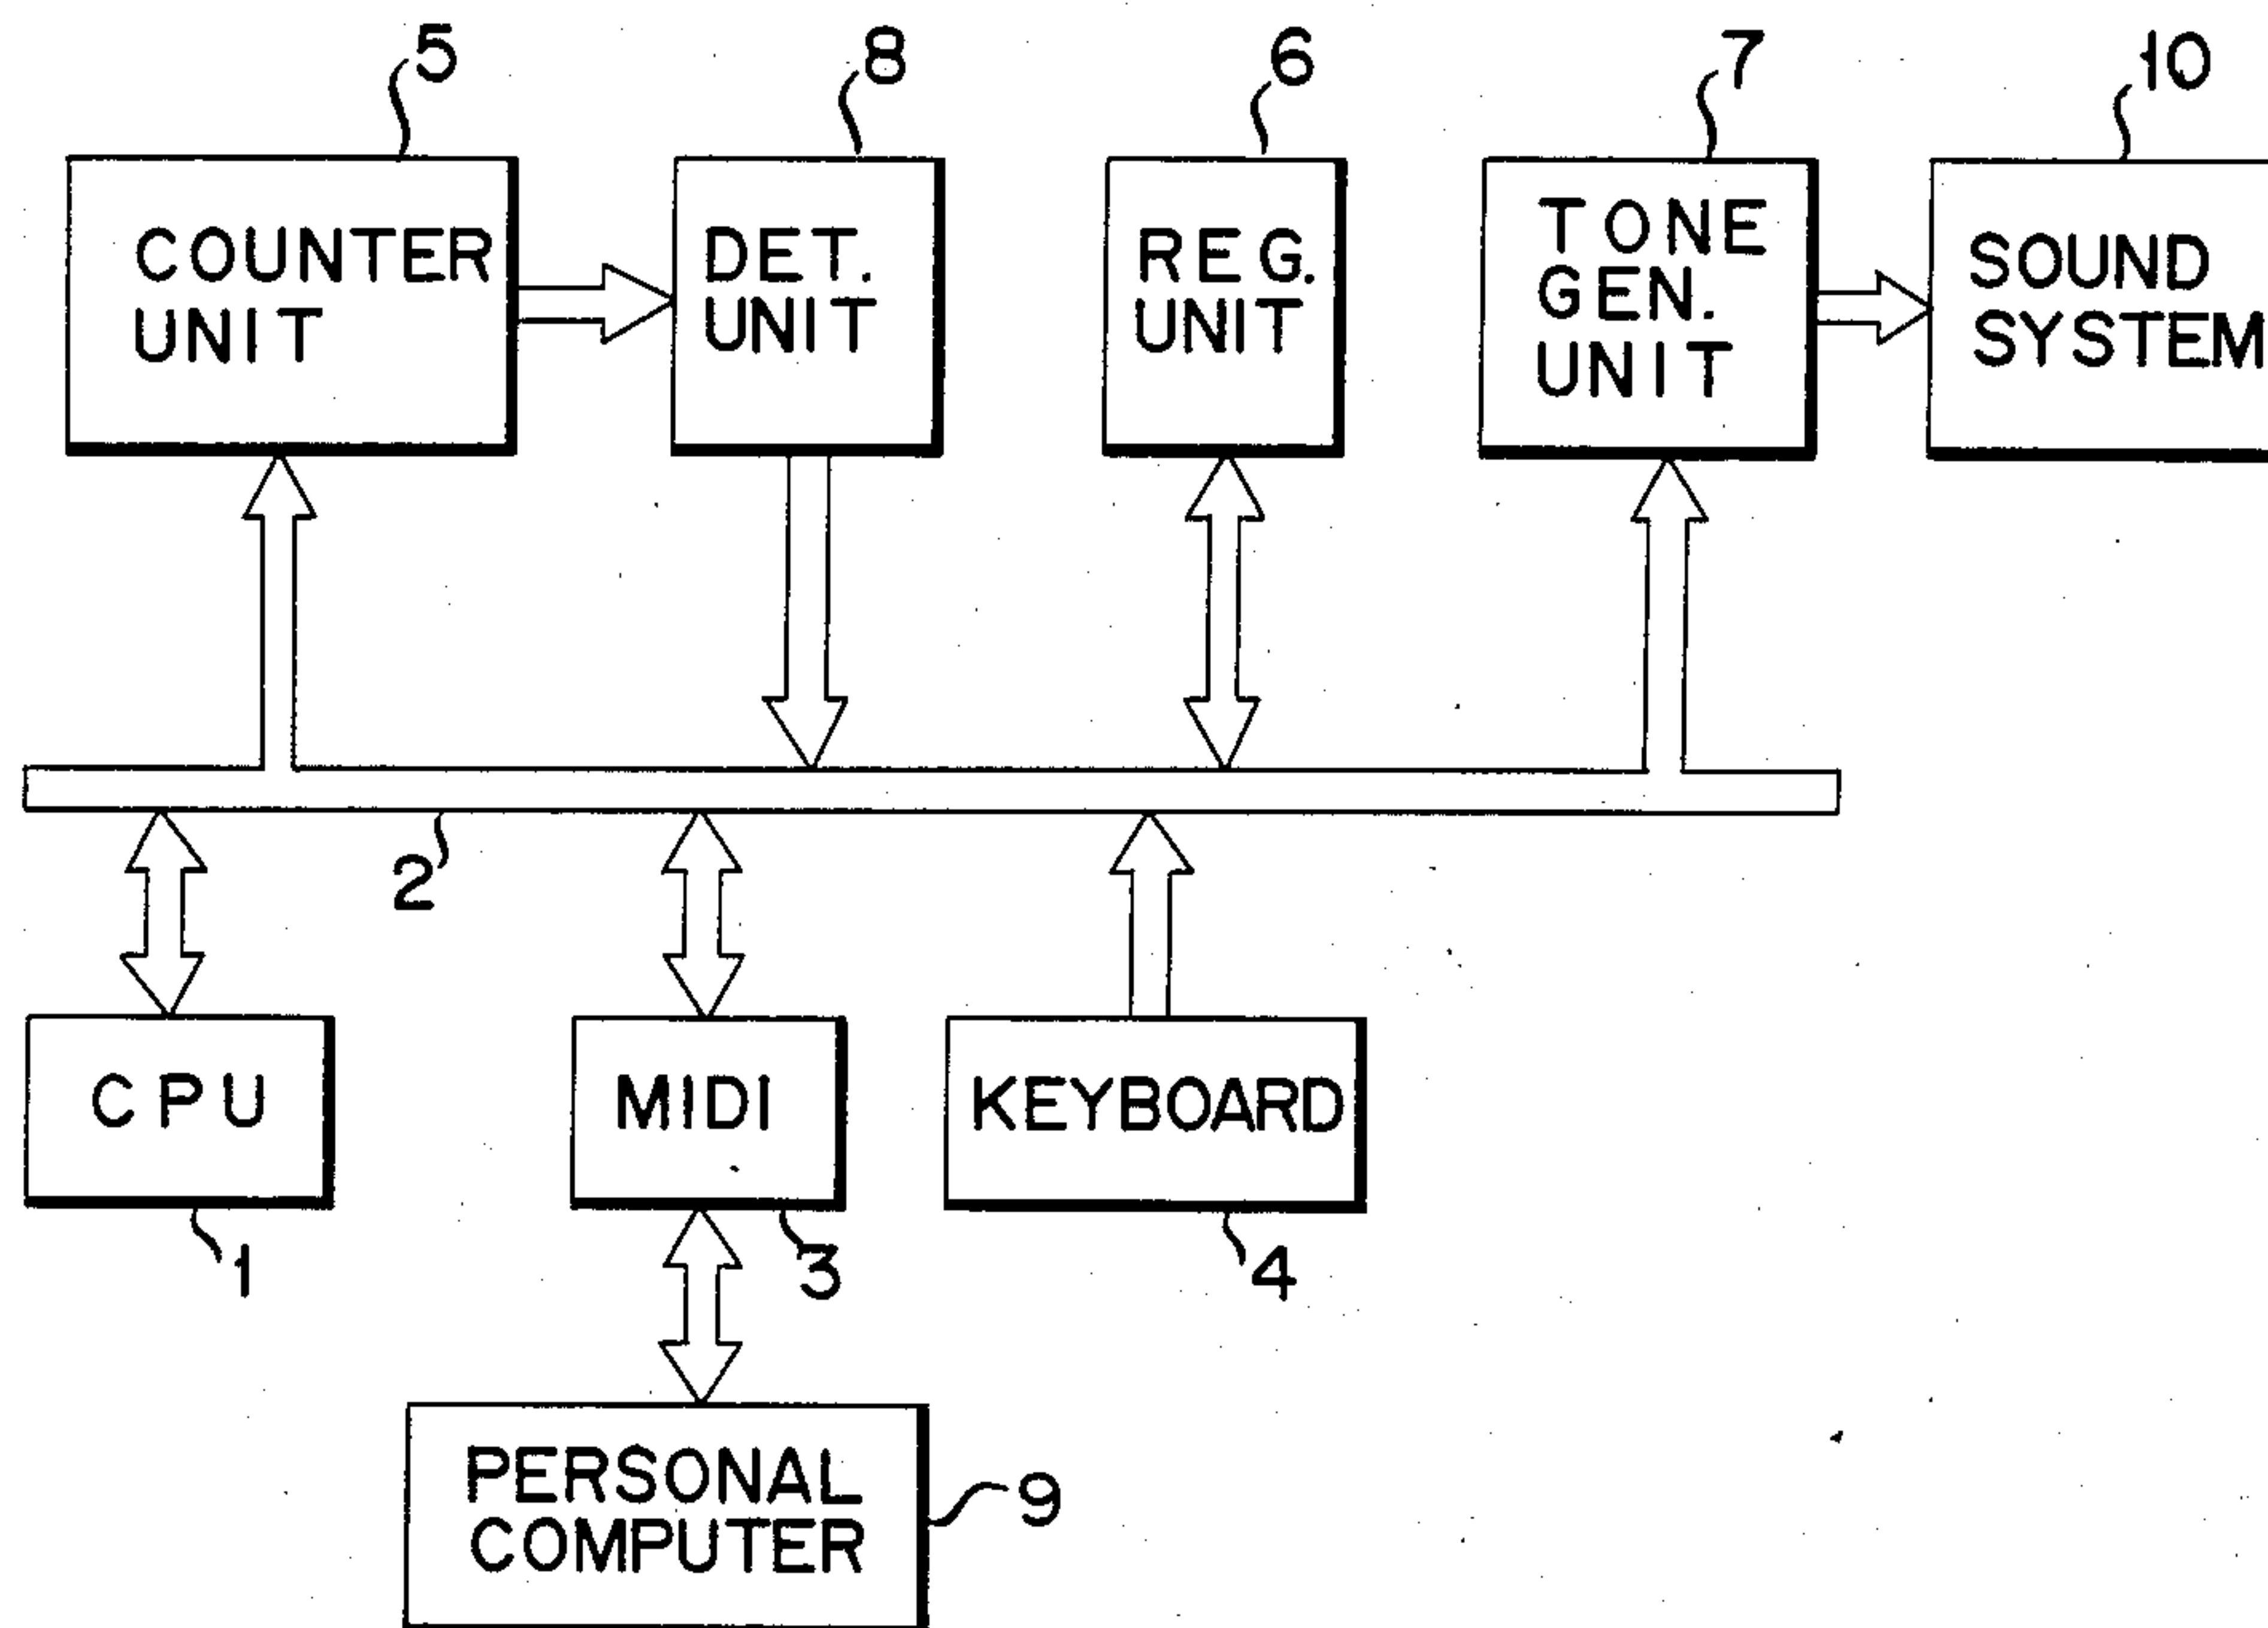 5
8
6
7
10
COUNTER
UNIT
DET.
UNIT
REG.
UNIT
TONE
GEN.
UNIT
SOUND
SYSTEM
2
CPU
MIDI
KEYBOARD
1
3
4
PERSONAL
COMPUTER
9